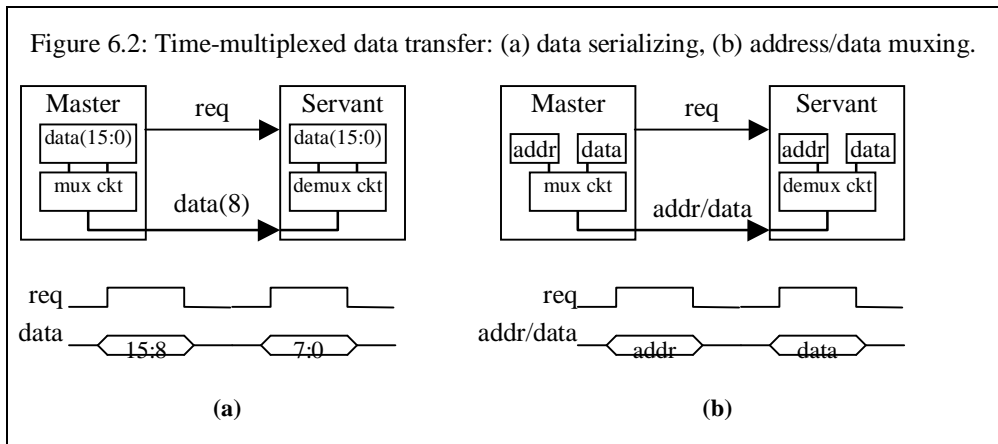 Figure 6.2: Time-multiplexed data transfer: (a) data serializing, (b) address/data muxing.
Master
req
Servant
data(15:0)
data(15:0)
mux ckt
demux ckt
data(8)
req
data
15:8
7:0
(a)
Master
req
Servant
addr
data
addr
data
mux ckt
demux ckt
addr/data
req
addr/data
addr
data
(b)